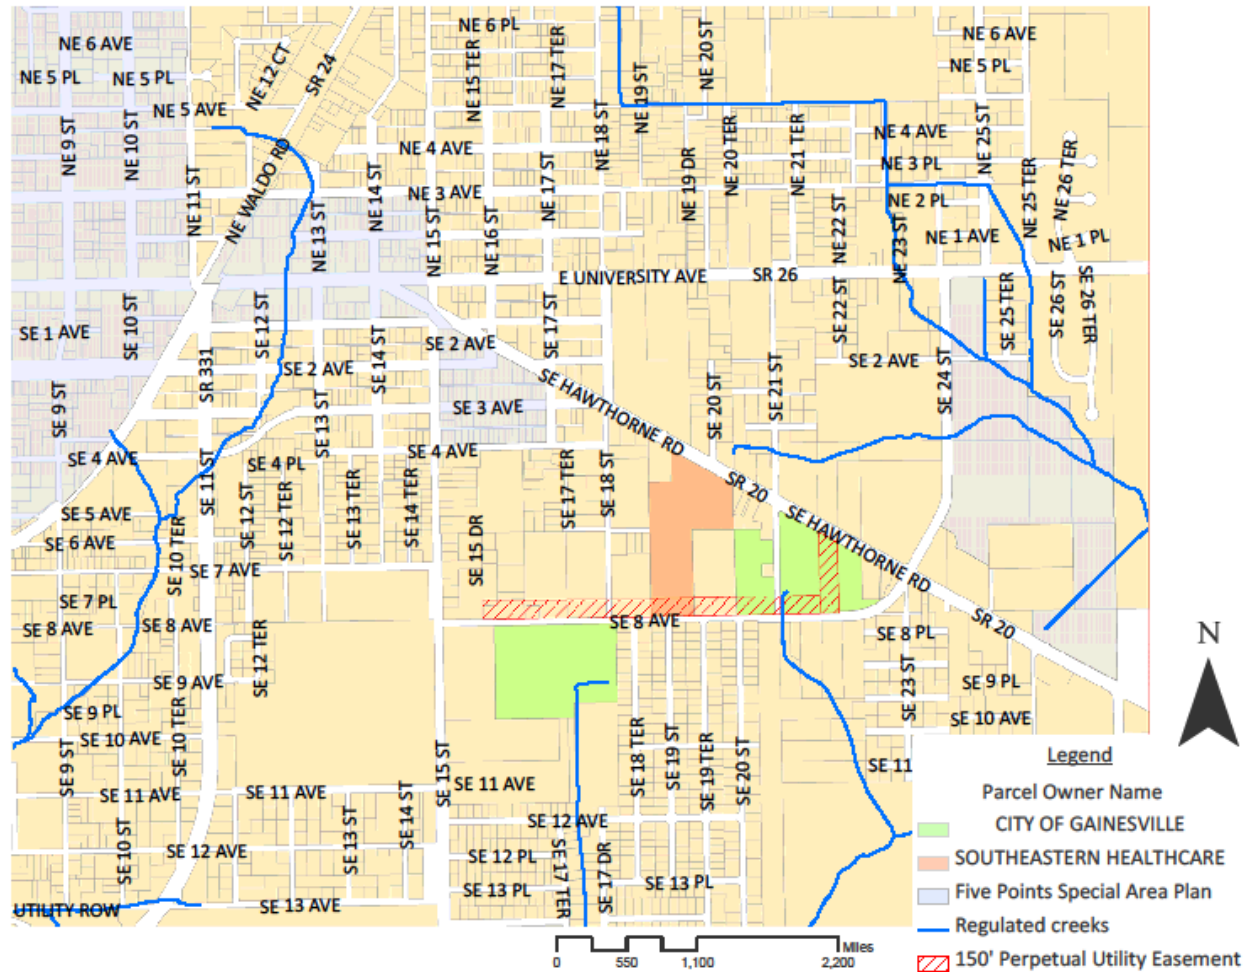 NE 6 PL
NE 6 AVE
NE 6 AVE
NE 5 PL
NE 5 PL
NE 12 CT
SR 24
NE 15 TER
NE 17 TER
NE 20 ST
NE 5 PL
NE 5 AVE
NE 19 ST
NE 9 ST
NE 10 ST
NE 4 AVE
NE 18 ST
NE 20 TER
NE 21 TER
NE 4 AVE
NE 25 ST
NE 3 PL
NE 11 ST
NE WALDO RD
NE 14 ST
NE 3 AVE
NE 17 ST
NE 19 DR
NE 2 PL
NE 25 TER
NE 26 TER
NE 13 ST
NE 15 ST
NE 16 ST
NE 22 ST
NE 23 ST
NE 1 AVE
NE 1 PL
E UNIVERSITY AVE
SR 26
SE 1 AVE
SE 10 ST
SE 12 ST
SE 17 ST
SE 22 ST
SE 25 TER
SE 26 ST
SE 26 TER
SR 331
SE 2 AVE
SE 14 ST
SE 2 AVE
SE 2 AVE
SE 9 ST
SE 13 ST
SE 3 AVE
SE HAWTHORNE RD
SE 20 ST
SE 21 ST
SE 24 ST
SE 4 AVE
SE 11 ST
SE 4 PL
SE 4 AVE
SR 20
SE 5 AVE
SE 12 ST
SE 12 TER
SE 13 TER
SE 14 TER
SE 17 TER
SE 18 ST
SE HAWTHORNE RD
SE 6 AVE
SE 10 TER
SE 7 AVE
SE 15 DR
SE 7 PL
SE 8 AVE
SE 8 AVE
SE 8 AVE
SE 8 PL
SR 20
SE 12 TER
SE 9 AVE
SE 23 ST
SE 9 PL
SE 9 PL
SE 10 AVE
SE 10 AVE
SE 10 TER
SE 9 ST
SE 15 ST
SE 18 TER
SE 19 ST
SE 19 TER
SE 20 ST
SE 11
SE 11 AVE
SE 11 AVE
SE 11 AVE
SE 10 ST
SE 13 ST
SE 14 ST
SE 12 AVE
SE 12 AVE
SE 12 PL
SE 17 TER
SE 17 DR
SE 13 PL
SE 13 PL
UTILITY ROW
SE 13 AVE
N
Legend
Parcel Owner Name
CITY OF GAINESVILLE
SOUTHEASTERN HEALTHCARE
Five Points Special Area Plan
Regulated creeks
150' Perpetual Utility Easement
Miles
0 550 1,100 2,200